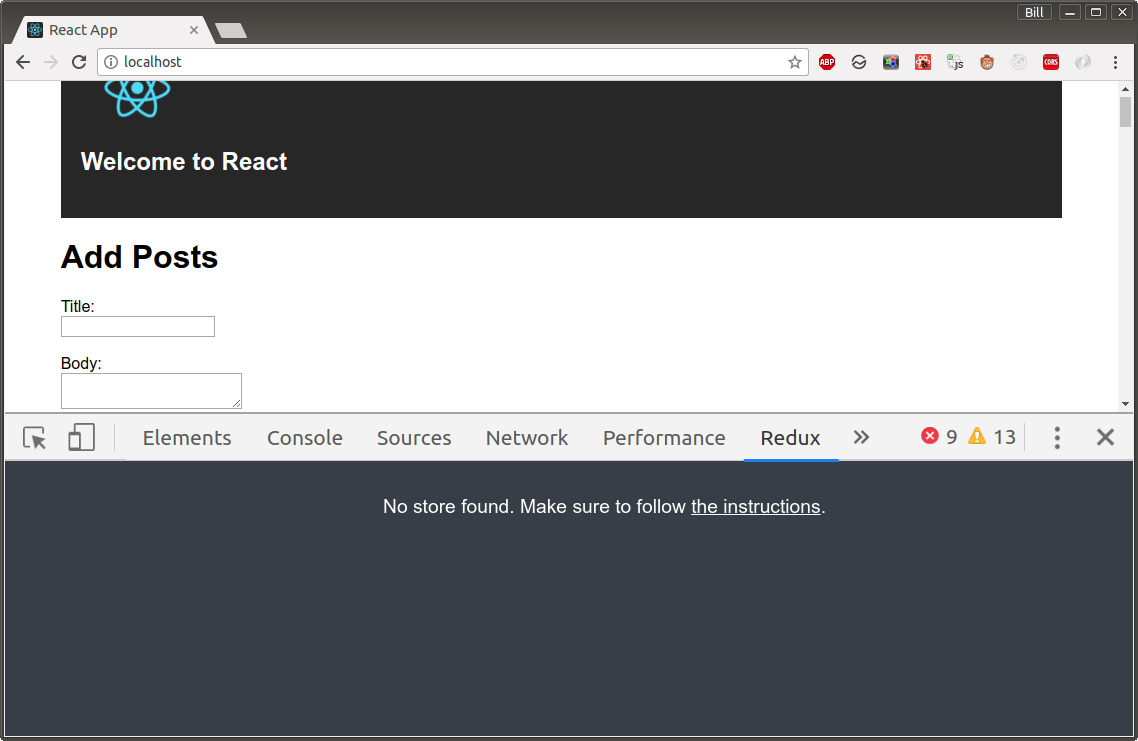 Bill
React App
localhost
ABP
JS
CORS
Welcome to React
Add Posts
Title:
Body:
Elements Console Sources Network Performance Redux » 9 13
No store found. Make sure to follow the instructions.